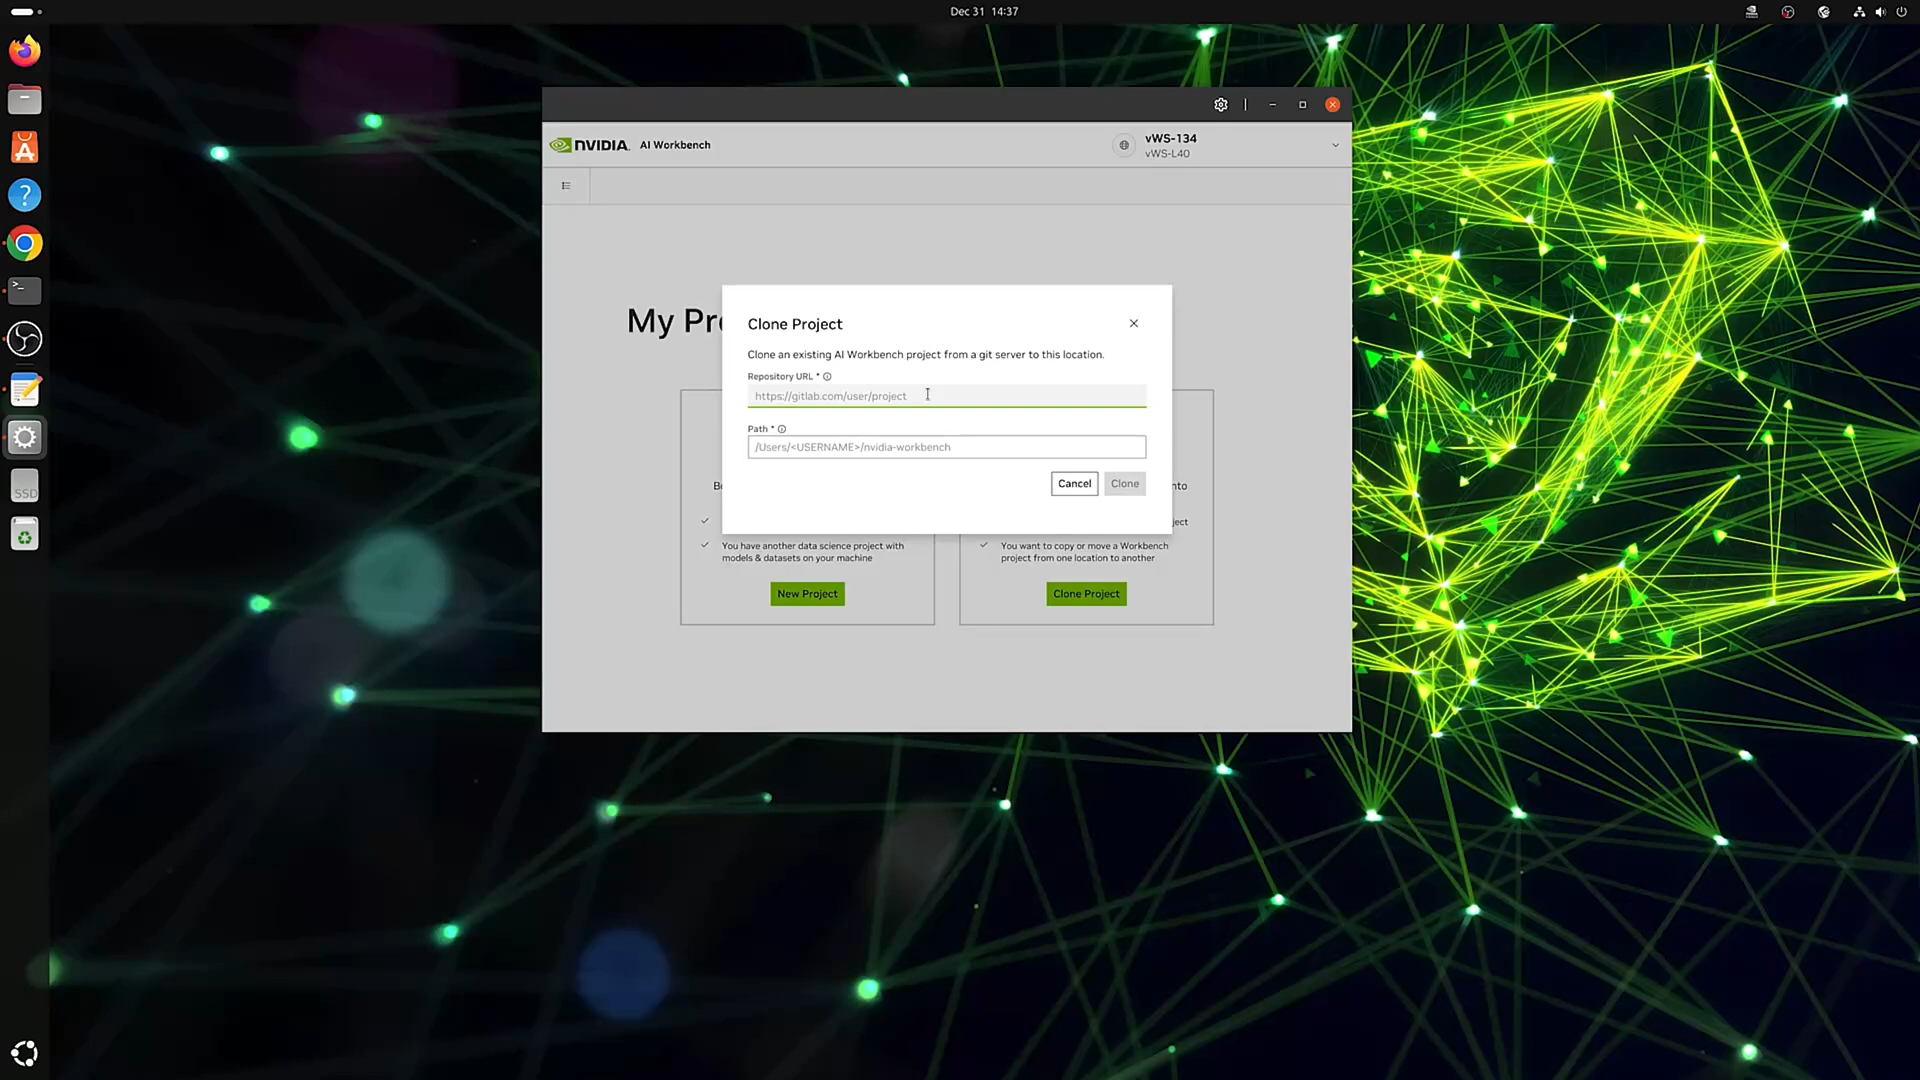 Dec 31 14:37
NVIDIA. AI Workbench
vWS-134
vWS-L40
My Pr
Clone Project
Clone an existing AI Workbench project from a git server to this location.
Repository URL *
https://gitlab.com/user/project
Path *
/Users/<USERNAME>/nvidia-workbench
Cancel
Clone
Be
You have another data science project with
models & datasets on your machine
New Project
nto
ject
You want to copy or move a Workbench
project from one location to another
Clone Project
SSD